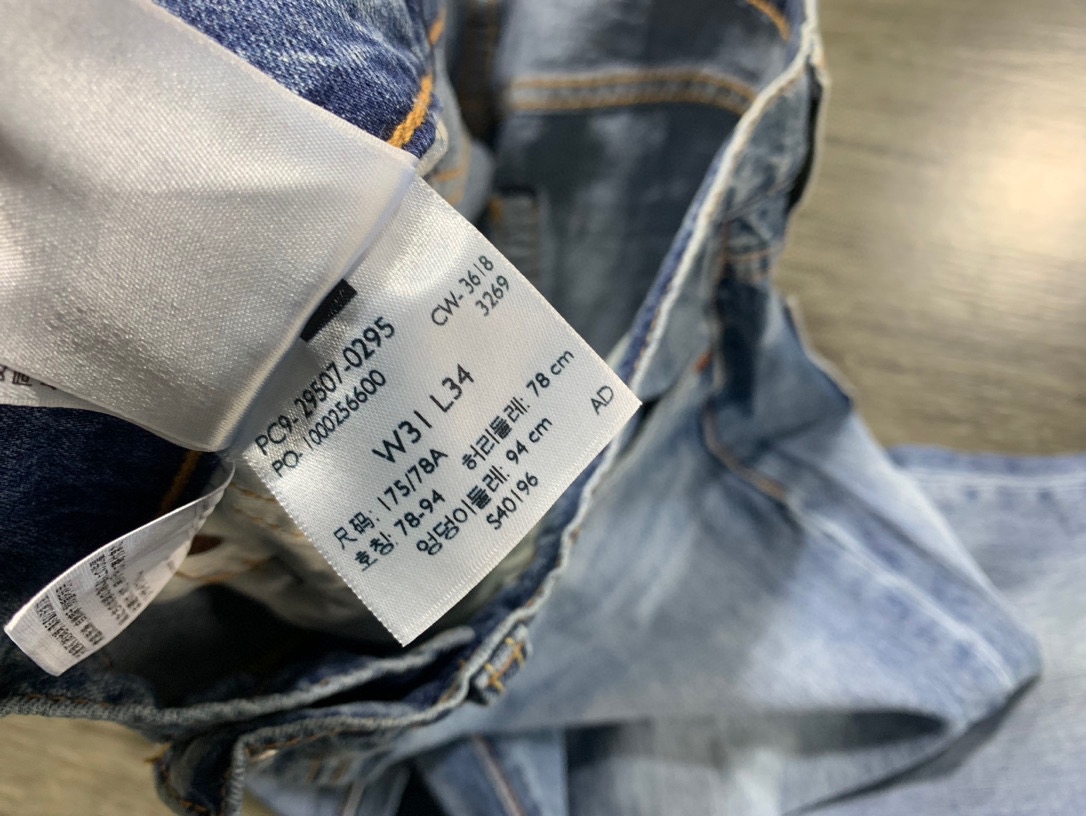 CW- 3618
3269
PC9- 29507-0295
PO- 1000256600
W31 L34
尺码: 175/78A
호칭: 78-94
허리둘레: 78 cm
엉덩이둘레: 94 cm
S40196
AD